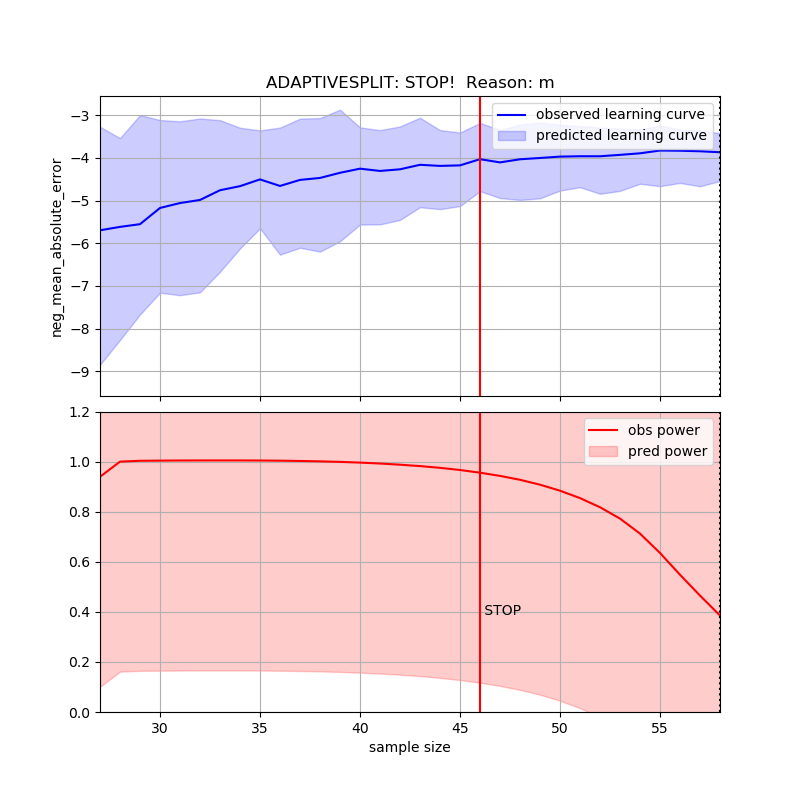 ADAPTIVESPLIT: STOP!  Reason: m
observed learning curve
predicted learning curve
neg_mean_absolute_error
−3
−4
−5
−6
−7
−8
−9
obs power
pred power
STOP
1.2
1.0
0.8
0.6
0.4
0.2
0.0
30 35 40 45 50 55
sample size